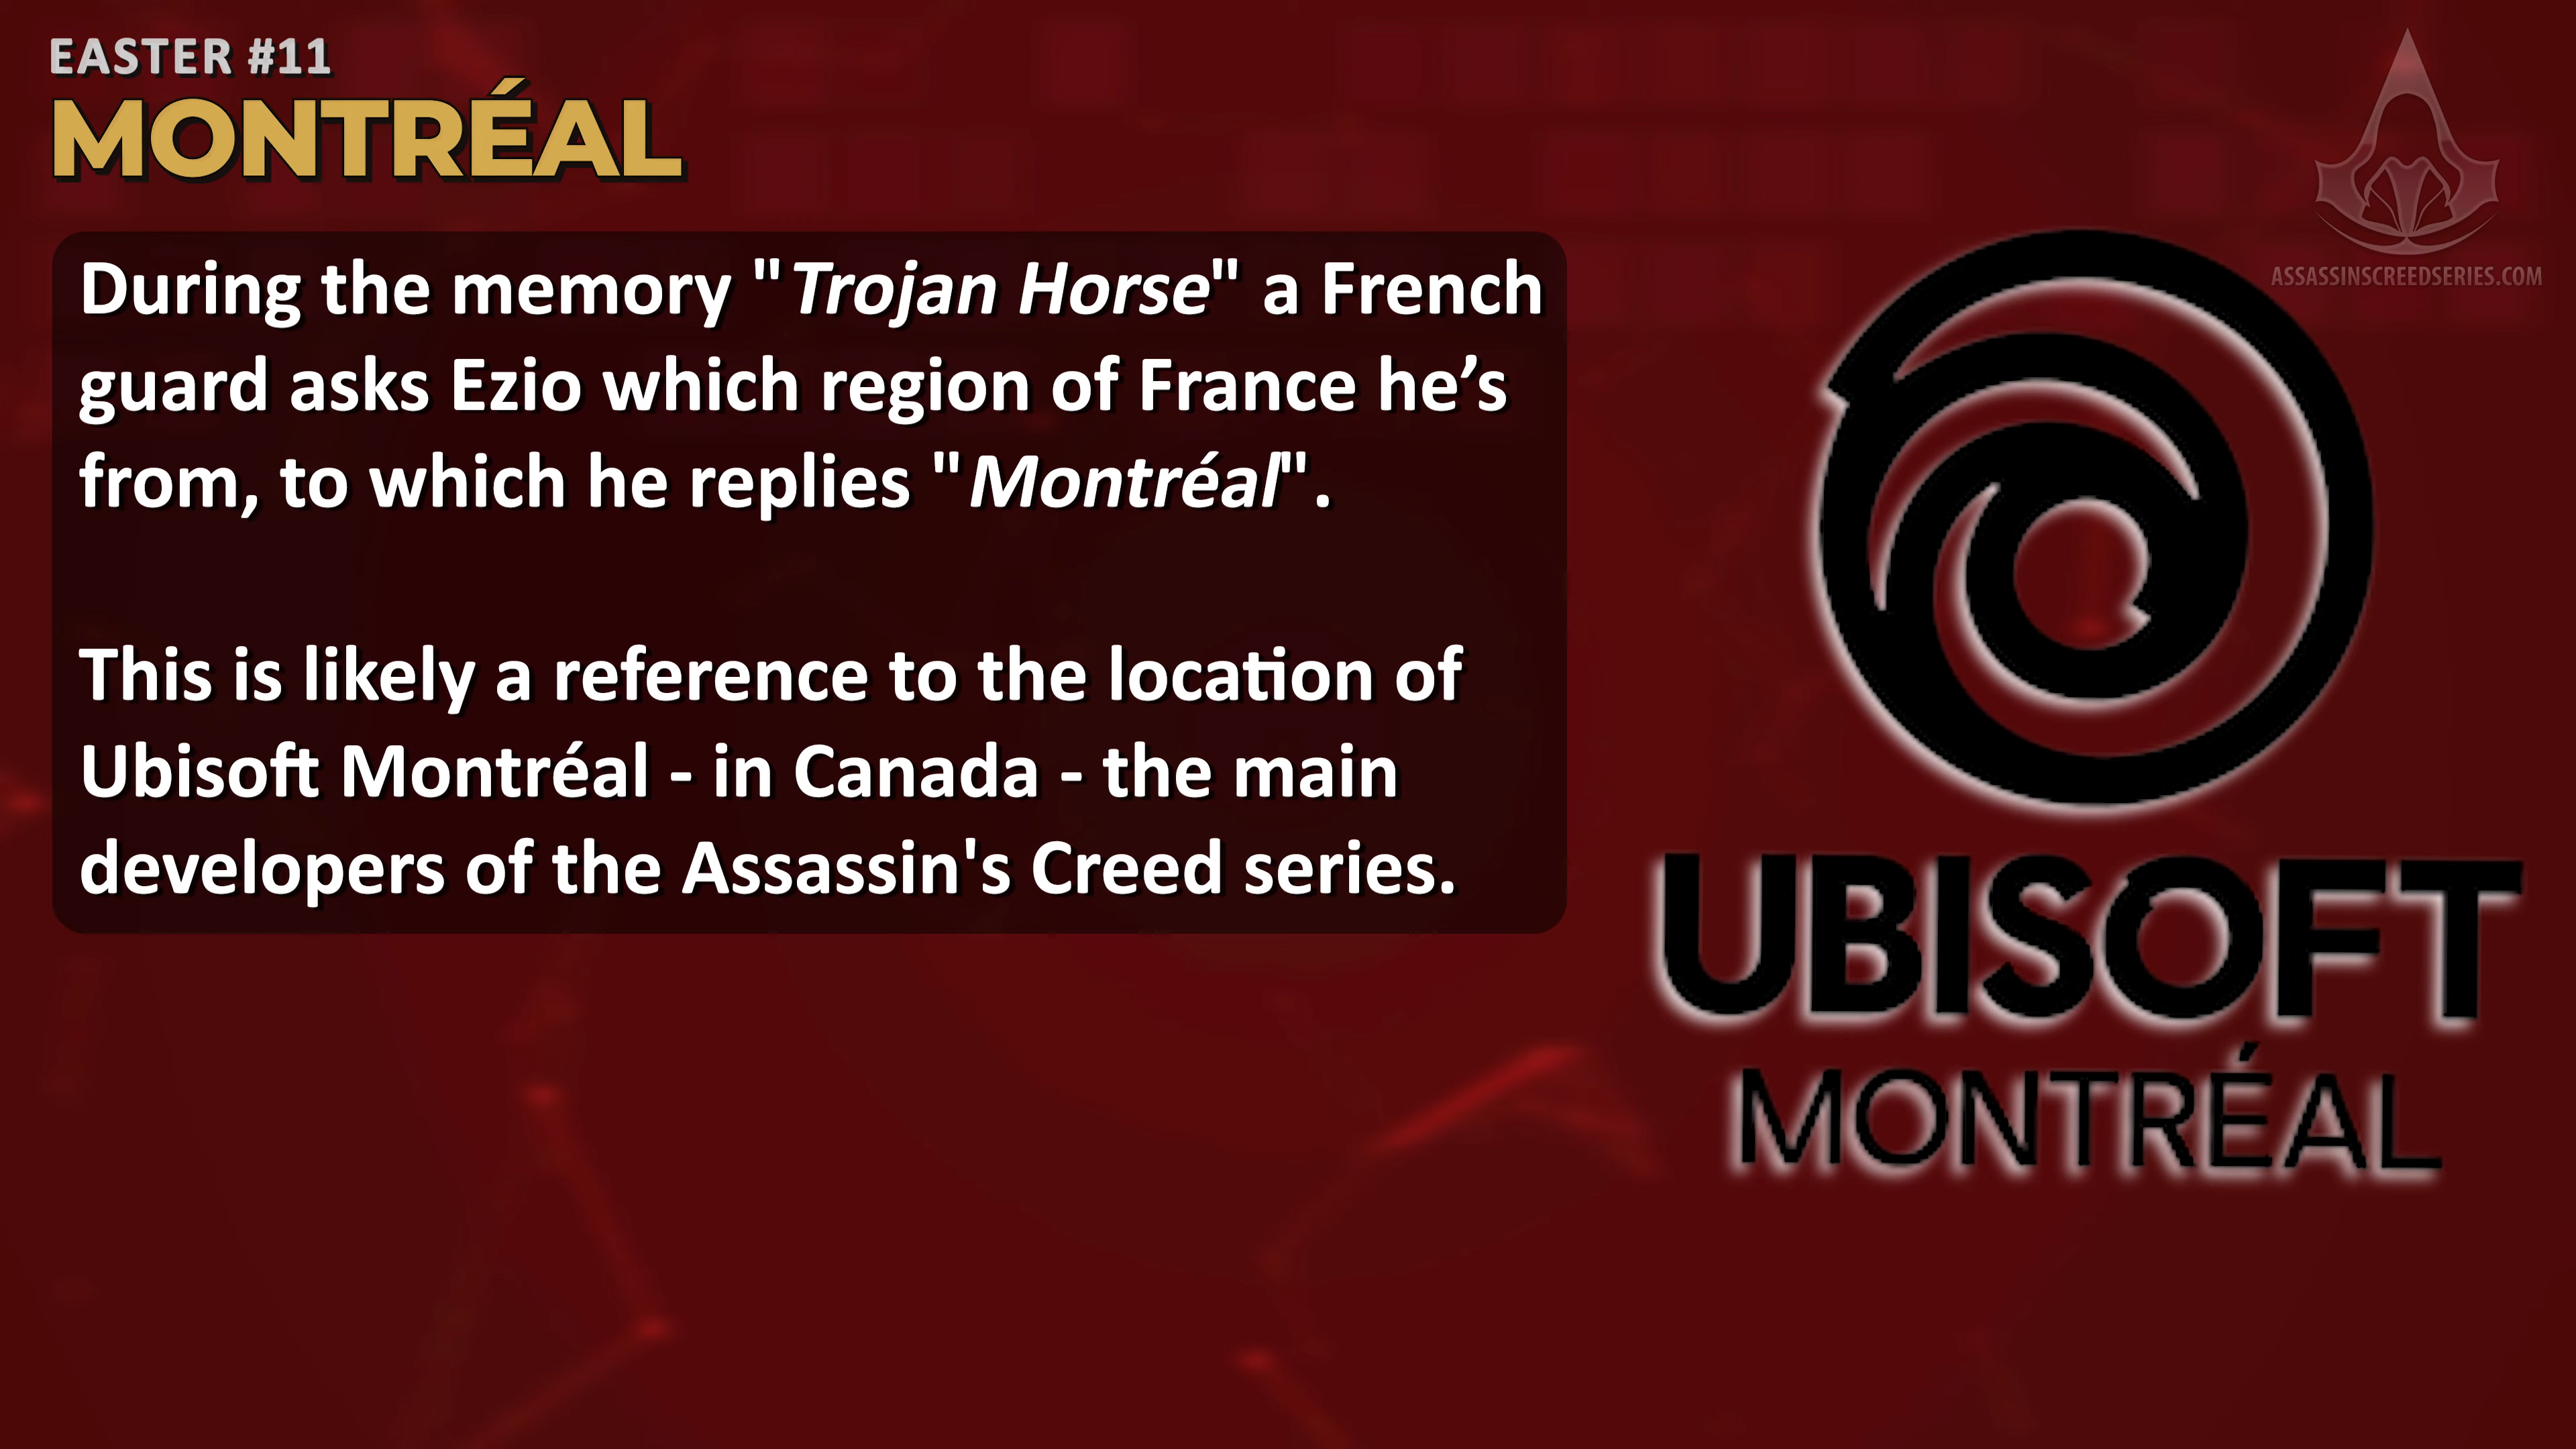 EASTER #11
MONTRÉAL
During the memory "Trojan Horse" a French
guard asks Ezio which region of France he’s
from, to which he replies "Montréal".
This is likely a reference to the location of
Ubisoft Montréal - in Canada - the main
developers of the Assassin's Creed series.
ASSASSINSCREEDSERIES.COM
UBISOFT
MONTRÉAL